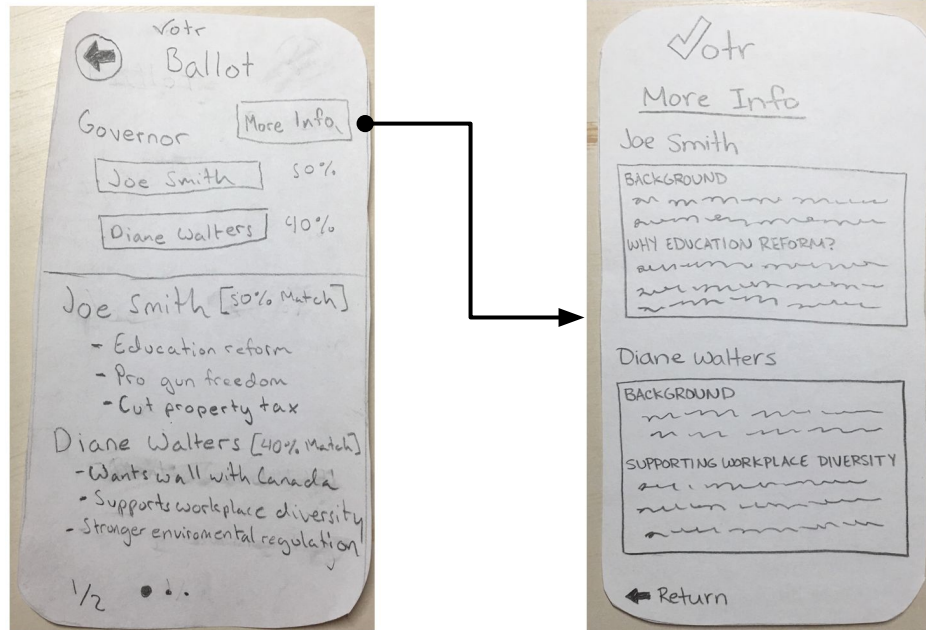 Votr
Ballot
Governor
More Info
Joe Smith 50%
Diane Walters 40%
Joe Smith [50% Match]
- Education reform
- Pro gun freedom
- Cut property tax
Diane Walters [40% Match]
- Wants wall with Canada
- Supports workplace diversity
- Stronger enviromental regulation
1/2
Votr
More Info
Joe Smith
BACKGROUND
WHY EDUCATION REFORM?
Diane Walters
BACKGROUND
SUPPORTING WORKPLACE DIVERSITY
Return